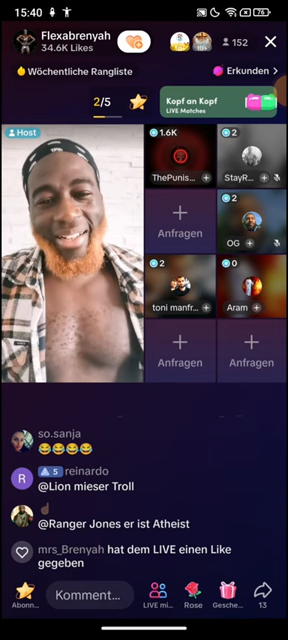 15:40
76
Flexabrenyah
34.6K Likes
152
Wöchentliche Rangliste
Erkunden >
2/5
Kopf an Kopf
LIVE Matches
Host
1.6K
ThePunis...
2
StayR...
Anfragen
2
OG
2
toni manfr...
0
Aram
Anfragen
Anfragen
so.sanja
😂😂😂😂
R
5 reinardo
@Lion mieser Troll
@Ranger Jones er ist Atheist
mrs_Brenyah hat dem LIVE einen Like
gegeben
Kommen...
Abonn...
LIVE mi...
Rose
Gesche...
13